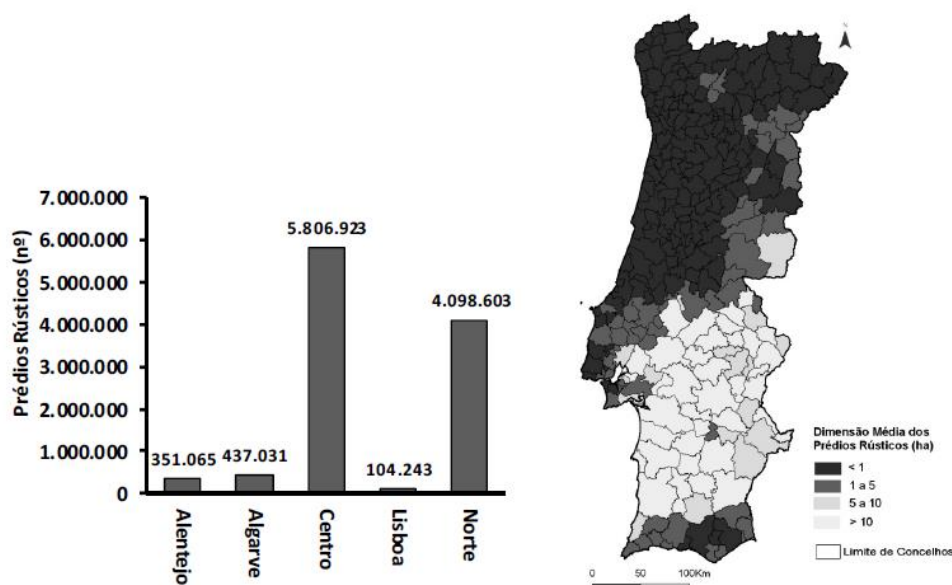 Prédios Rústicos (nº)
7.000.000
6.000.000
5.000.000
4.000.000
3.000.000
2.000.000
1.000.000
0
351.065
437.031
5.806.923
104.243
4.098.603
Alentejo
Algarve
Centro
Lisboa
Norte
N
Dimensão Média dos
Prédios Rústicos (ha)
< 1
1 a 5
5 a 10
> 10
Limite de Concelhos
0 50 100Km